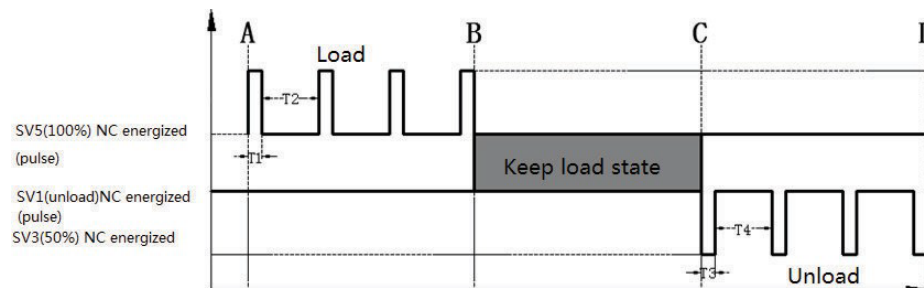 A
B
C
Load
T2
SV5(100%) NC energized
(pulse)
T1
Keep load state
SV1(unload)NC energized
(pulse)
SV3(50%) NC energized
T4
T3
Unload